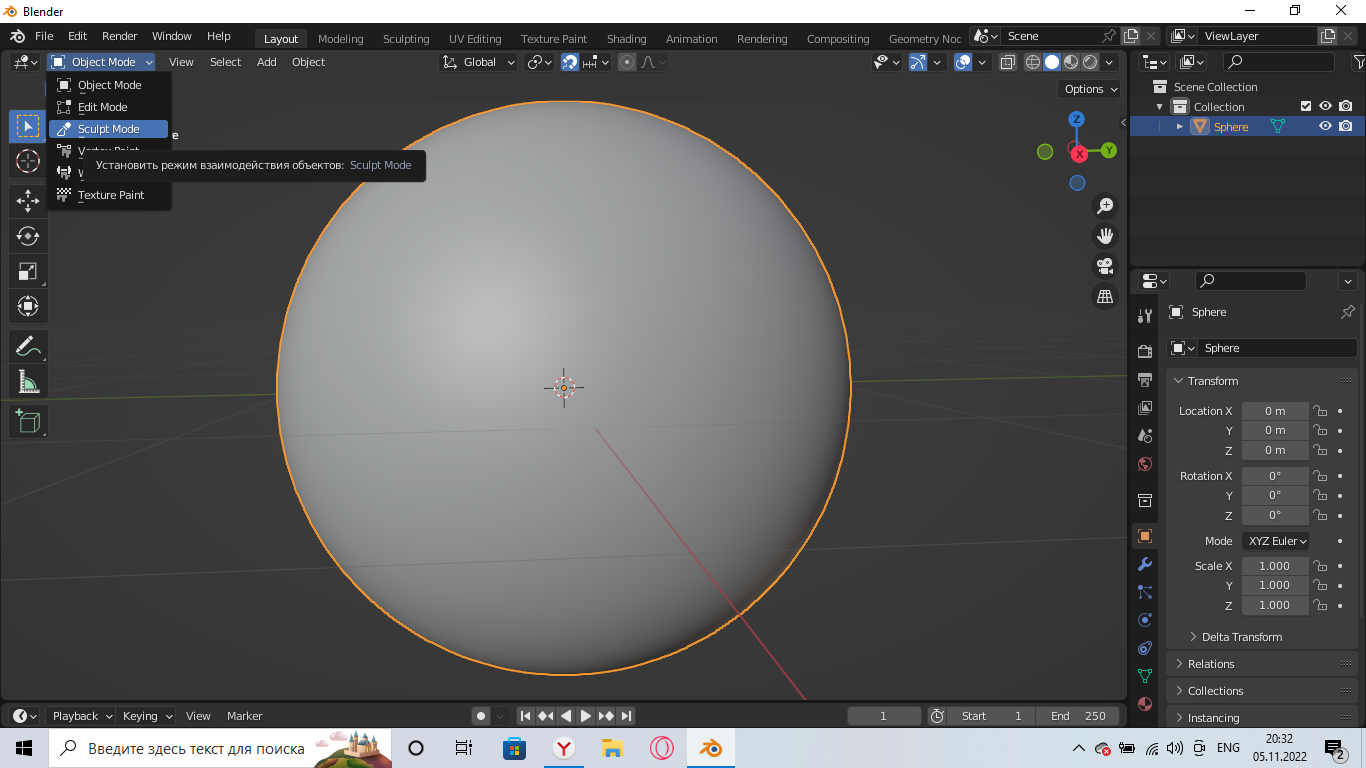 Blender
File Edit Render Window Help Layout Modeling Sculpting UV Editing Texture Paint Shading Animation Rendering Compositing Geometry Noc Scene ViewLayer
Object Mode View Select Add Object Global
Options
Object Mode
Edit Mode
Sculpt Mode
Установить режим взаимодействия объектов: Sculpt Mode
Texture Paint
Z
Y
X
Scene Collection
Collection
Sphere
Sphere
Sphere
Transform
Location X 0 m
Y 0 m
Z 0 m
Rotation X 0°
Y 0°
Z 0°
Mode XYZ Euler
Scale X 1.000
Y 1.000
Z 1.000
Delta Transform
Relations
Collections
Instancing
Playback Keying View Marker 1 Start 1 End 250
Введите здесь текст для поиска
ENG
20:32
05.11.2022
2